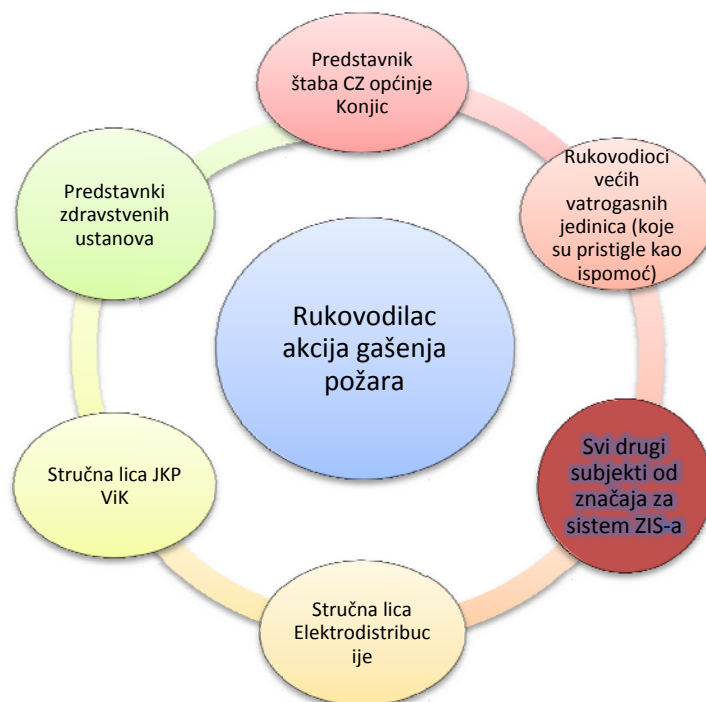 Predstavnik
štaba CZ općinje
Konjic
Rukovodioci
većih
vatrogasnih
jedinica (koje
su pristigle kao
ispomoć)
Svi drugi
subjekti od
značaja za
sistem ZIS-a
Stručna lica
Elektrodistribuc
ije
Stručna lica JKP
ViK
Predstavnki
zdravstvenih
ustanova
Rukovodilac
akcija gašenja
požara